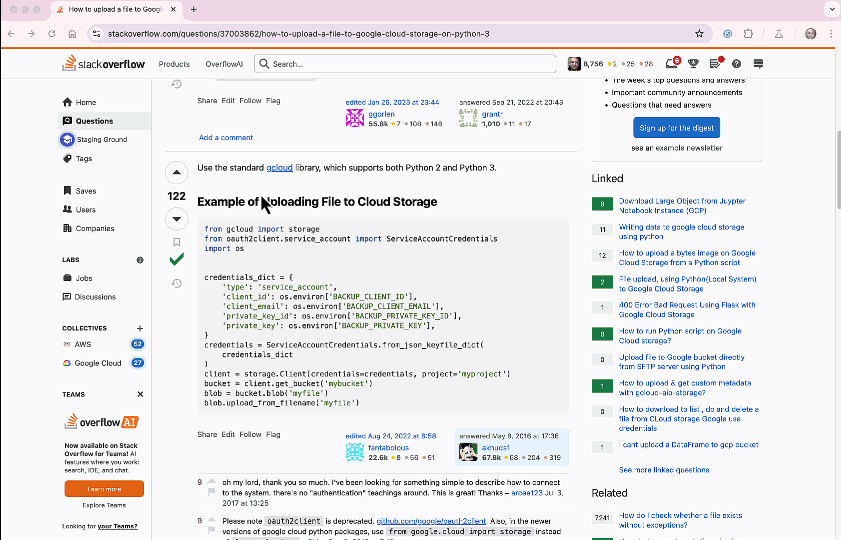 How to upload a file to Googl
stackoverflow.com/questions/37003862/how-to-upload-a-file-to-google-cloud-storage-on-python-3
stackoverflow
Products
OverflowAI
Search...
8,756
2
25
28
6
Home
Questions
Staging Ground
Tags
Saves
Users
Companies
LABS
Jobs
Discussions
COLLECTIVES
AWS
52
Google Cloud
27
TEAMS
overflowAI
Now available on Stack
Overflow for Teams! AI
features where you work:
search, IDE, and chat.
Learn more
Explore Teams
Looking for your Teams?
Share Edit Follow Flag
edited Jan 26, 2023 at 23:44
ggorlen
55.8k 7 108 146
answered Sep 21, 2022 at 20:43
grantr
1,010 11 17
Add a comment
Use the standard gcloud library, which supports both Python 2 and Python 3.
122
Example of Uploading File to Cloud Storage
from gcloud import storage
from oauth2client.service_account import ServiceAccountCredentials
import os
credentials_dict = {
'type': 'service_account',
'client_id': os.environ['BACKUP_CLIENT_ID'],
'client_email': os.environ['BACKUP_CLIENT_EMAIL'],
'private_key_id': os.environ['BACKUP_PRIVATE_KEY_ID'],
'private_key': os.environ['BACKUP_PRIVATE_KEY'],
}
credentials = ServiceAccountCredentials.from_json_keyfile_dict(
credentials_dict
)
client = storage.Client(credentials=credentials, project='myproject')
bucket = client.get_bucket('mybucket')
blob = bucket.blob('myfile')
blob.upload_from_filename('myfile')
Share Edit Follow Flag
edited Aug 24, 2022 at 8:58
fantabolous
22.6k 8 56 51
answered May 8, 2016 at 17:36
aknuds1
67.8k 68 204 319
9
oh my lord, thank you so much. I've been looking for something simple to describe how to connect
to the system. there's no "authentication" teachings around. This is great! Thanks – arcee123 Jul 3,
2017 at 13:25
9
Please note oauth2client is deprecated. github.com/google/oauth2client. Also, in the newer
versions of google cloud python packages, use from google.cloud import storage instead
The week's top questions and answers
Important community announcements
Questions that need answers
Sign up for the digest
see an example newsletter
Linked
0
Download Large Object from Juypter
Notebook Instance (GCP)
11
Writing data to google cloud storage
using python
12
How to upload a bytes image on Google
Cloud Storage from a Python script
2
File upload, using Python(Local System)
to Google Cloud Storage
1
400 Error Bad Request Using Flask with
Google Cloud Storage
0
How to run Python script on Google
Cloud storage?
0
Upload file to Google bucket directly
from SFTP server using Python
1
How to upload & get custom metadata
with gcloud-aio-storage?
0
How to download to list , do and delete a
file from CLoud storage Google use
credentials
1
I cant upload a DataFrame to gcp bucket
See more linked questions
Related
7241
How do I check whether a file exists
without exceptions?